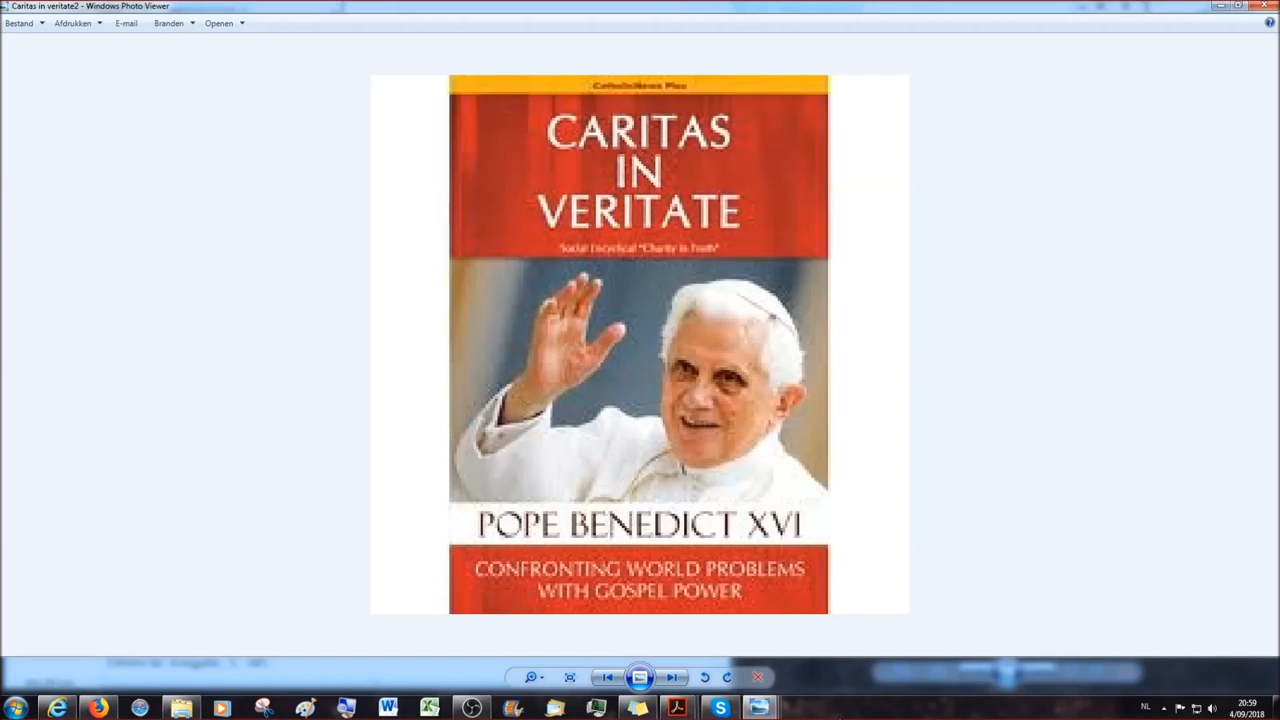 Caritas in veritate2 - Windows Photo Viewer
Bestand Afdrukken E-mail Branden Openen
CatholicNews Plus
CARITAS
IN
VERITATE
Social Encyclical "Charity in Truth"
POPE BENEDICT XVI
CONFRONTING WORLD PROBLEMS
WITH GOSPEL POWER
NL
20:59
4/09/2018